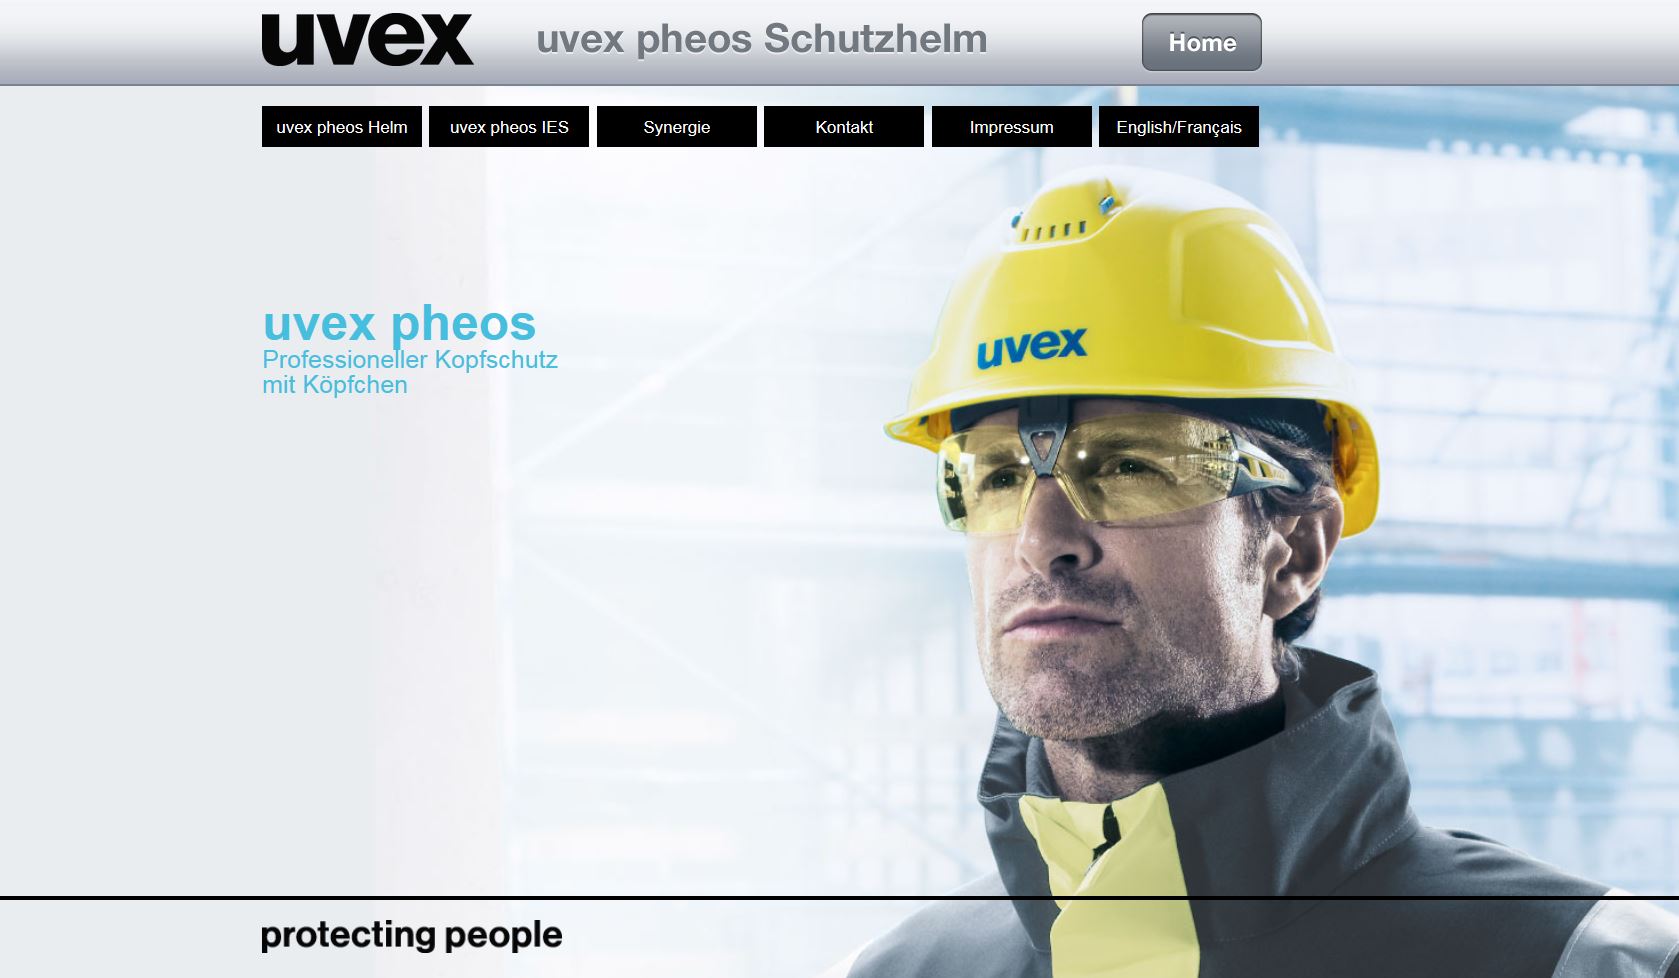 uvex
uvex pheos Schutzhelm
Home
uvex pheos Helm
uvex pheos IES
Synergie
Kontakt
Impressum
English/Français
uvex
uvex pheos
Professioneller Kopfschutz
mit Köpfchen
protecting people